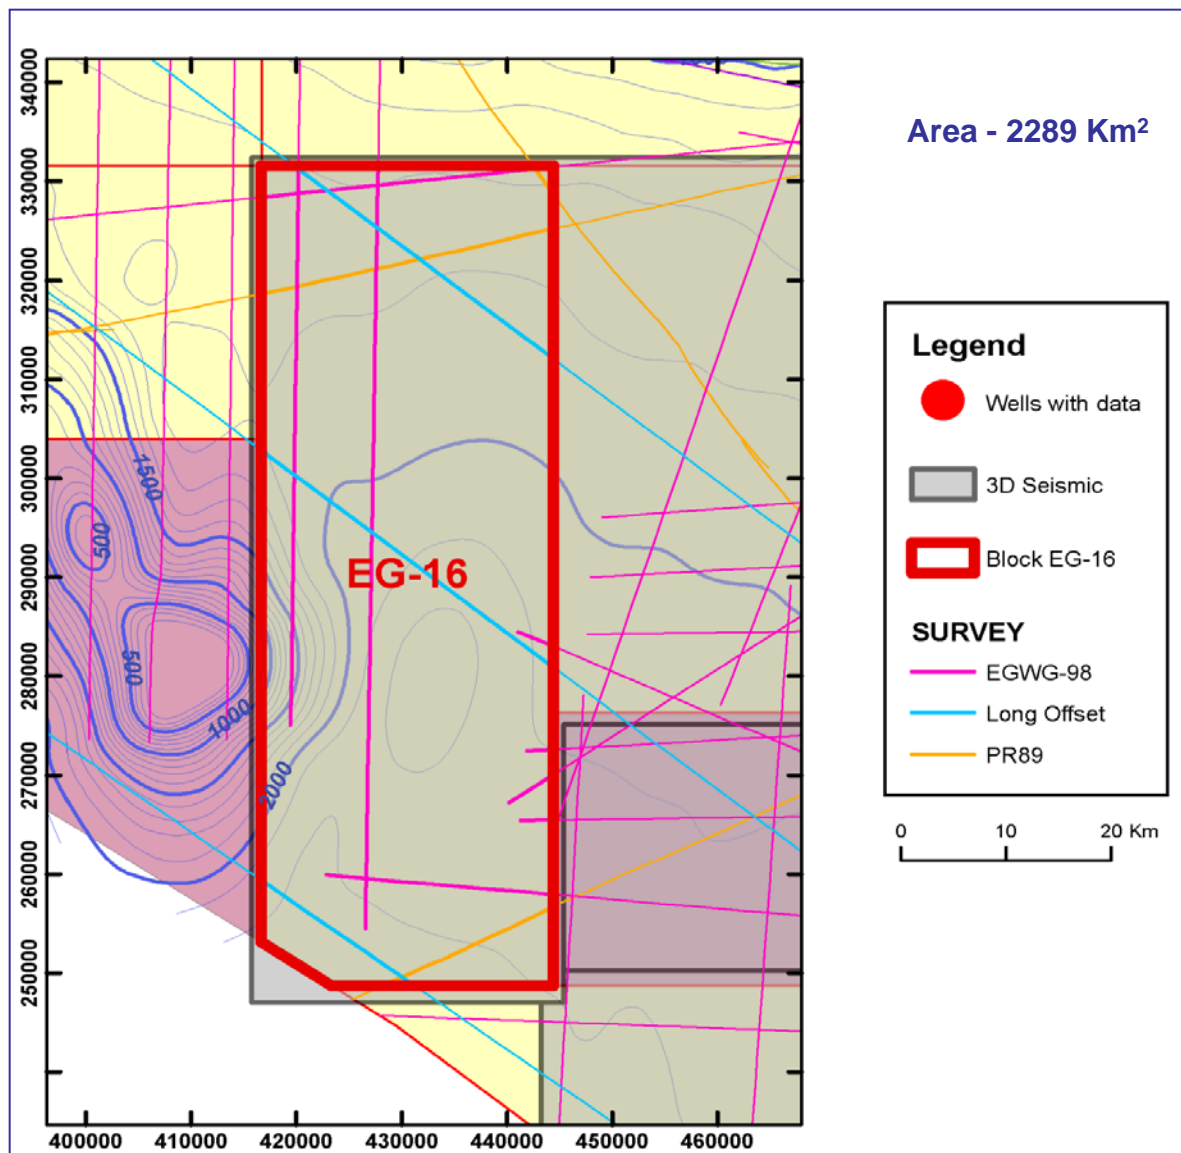 Area - 2289 Km²
340000
330000
320000
310000
300000
290000
280000
270000
260000
250000
1500
500
500
1000
2000
EG-16
400000
410000
420000
430000
440000
450000
460000
Legend
Wells with data
3D Seismic
Block EG-16
SURVEY
EGWG-98
Long Offset
PR89
0 10 20 Km